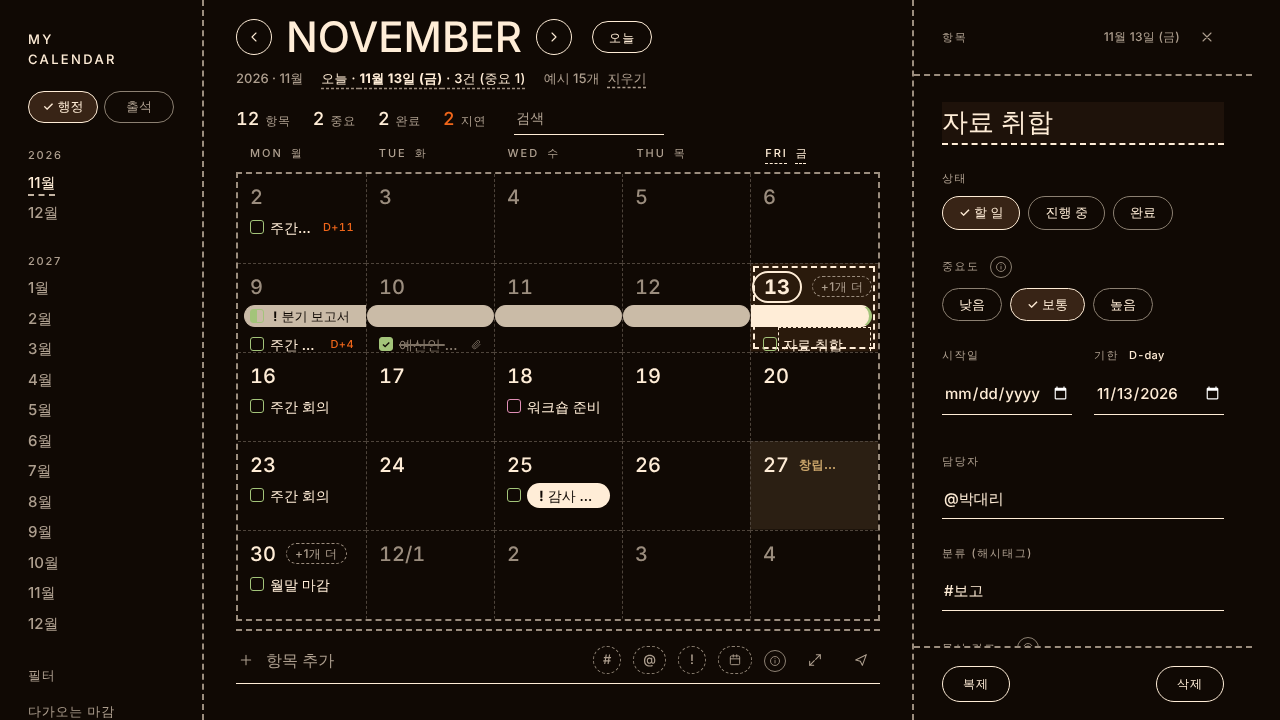 MY
CALENDAR
행정
출석
2026
11월
12월
2027
1월
2월
3월
4월
5월
6월
7월
8월
9월
10월
11월
12월
필터
다가오는 마감
NOVEMBER
오늘
2026 · 11월
오늘 · 11월 13일 (금) · 3건 (중요 1)
예시 15개 지우기
12 항목
2 중요
2 완료
2 지연
검색
MON 월
TUE 화
WED 수
THU 목
FRI 금
2
주간... D+11
3
4
5
6
9
! 분기 보고서
주간 ... D+4
10
예산안 ...
11
12
13 +1개 더
자료 취합
16
주간 회의
17
18
워크숍 준비
19
20
23
주간 회의
24
25
! 감사 ...
26
27 창립...
30 +1개 더
월말 마감
12/1
2
3
4
+ 항목 추가
# @ !
항목
11월 13일 (금)
자료 취합
상태
할 일
진행 중
완료
중요도
낮음
보통
높음
시작일
기한 D-day
mm/dd/yyyy
11/13/2026
담당자
@박대리
분류 (해시태그)
#보고
복제
삭제